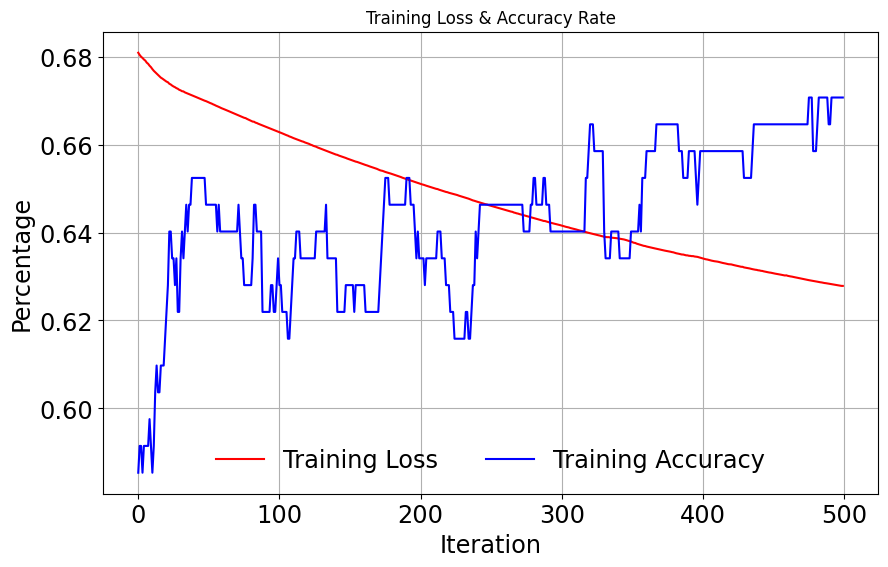 Training Loss & Accuracy Rate
0.68
0.66
0.64
0.62
0.60
Percentage
Training Loss Training Accuracy
0 100 200 300 400 500
Iteration